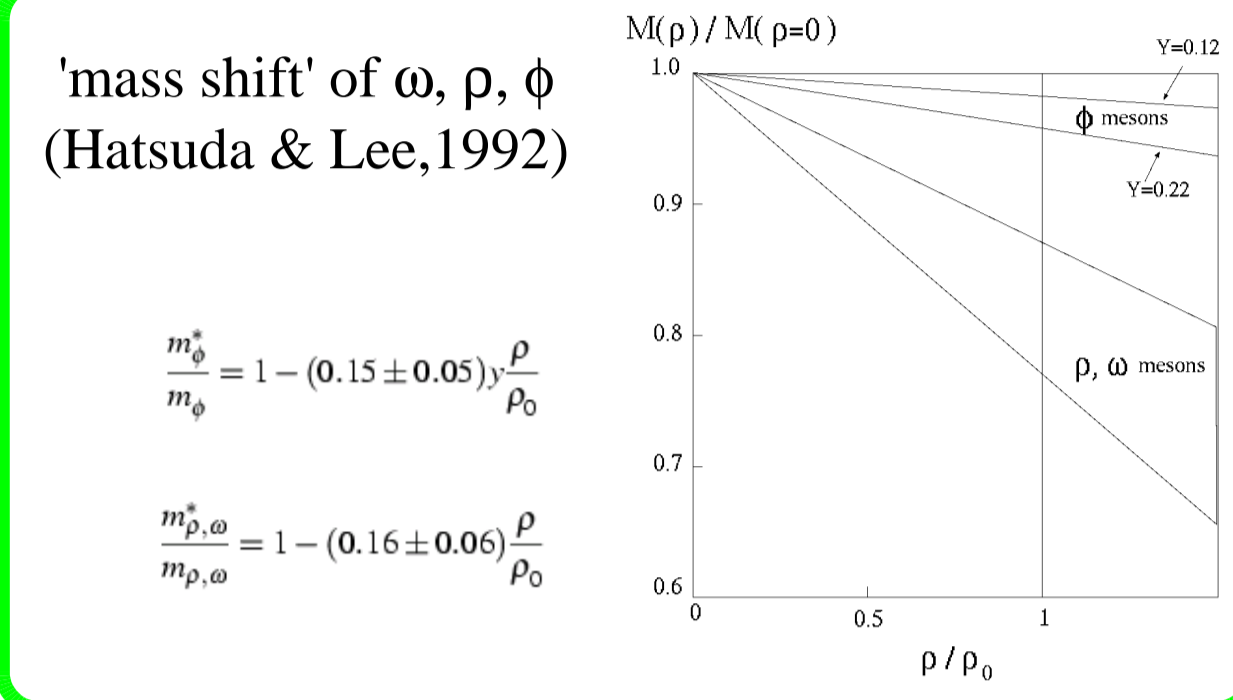 'mass shift' of ω, ρ, ϕ
(Hatsuda & Lee,1992)
m*ϕ / mϕ = 1 − (0.15 ± 0.05)y ρ/ρ0
m*ρ,ω / mρ,ω = 1 − (0.16 ± 0.06) ρ/ρ0
M(ρ) / M( ρ=0 )
Y=0.12
1.0
ϕ mesons
Y=0.22
0.9
0.8
ρ, ω mesons
0.7
0.6
0
0.5
1
ρ / ρ0